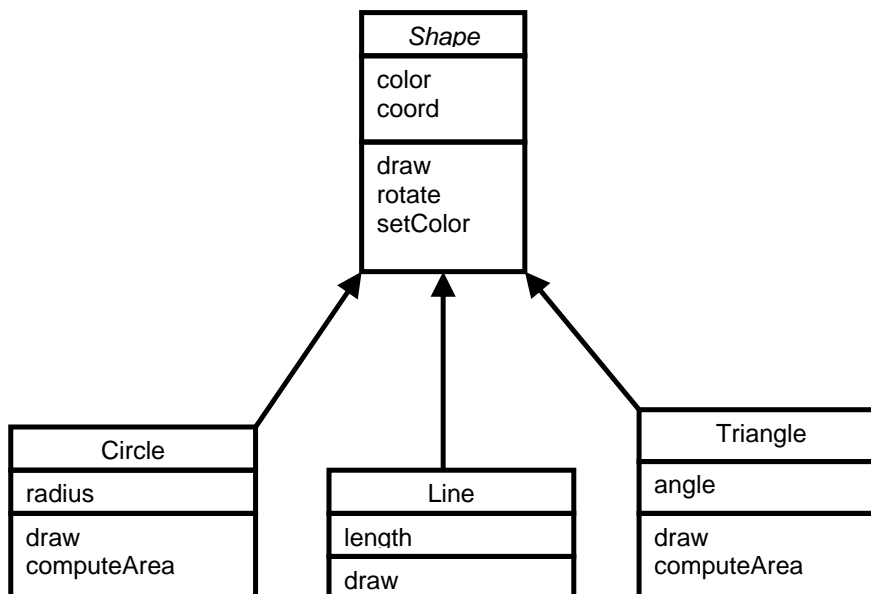 Shape
color
coord
draw
rotate
setColor
Circle
radius
draw
computeArea
Line
length
draw
Triangle
angle
draw
computeArea